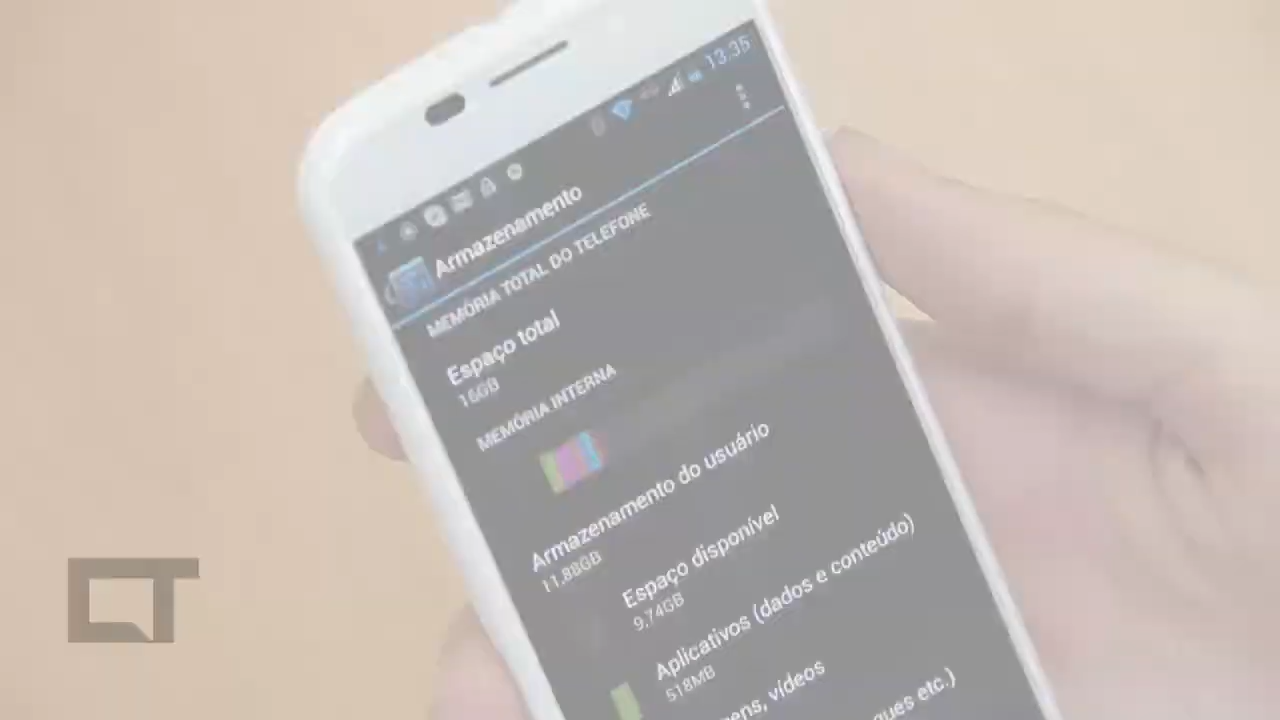 13:35
Armazenamento
MEMÓRIA TOTAL DO TELEFONE
Espaço total
16GB
MEMÓRIA INTERNA
Armazenamento do usuário
11,88GB
Espaço disponível
9,74GB
Aplicativos (dados e conteúdo)
518MB
vídeos
etc.)
CT